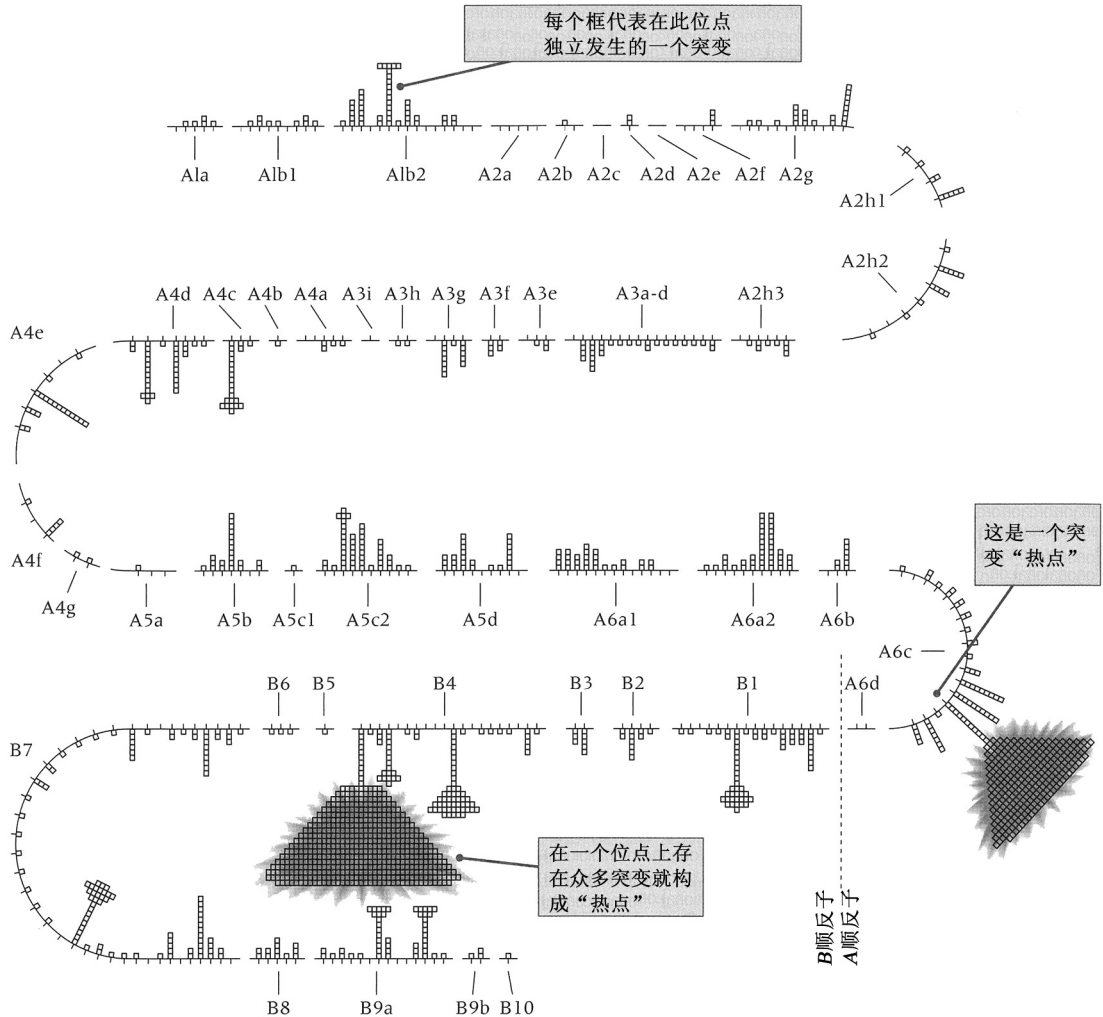 每个框代表在此位点
独立发生的一个突变
Ala Alb1 Alb2 A2a A2b A2c A2d A2e A2f A2g
A2h1
A2h2
A4e A4d A4c A4b A4a A3i A3h A3g A3f A3e A3a-d A2h3
这是一个突
变“热点”
A4f
A4g A5a A5b A5c1 A5c2 A5d A6a1 A6a2 A6b
A6c
B7 B6 B5 B4 B3 B2 B1 A6d
在一个位点上存
在众多突变就构
成“热点”
B顺反子
A顺反子
B8 B9a B9b B10